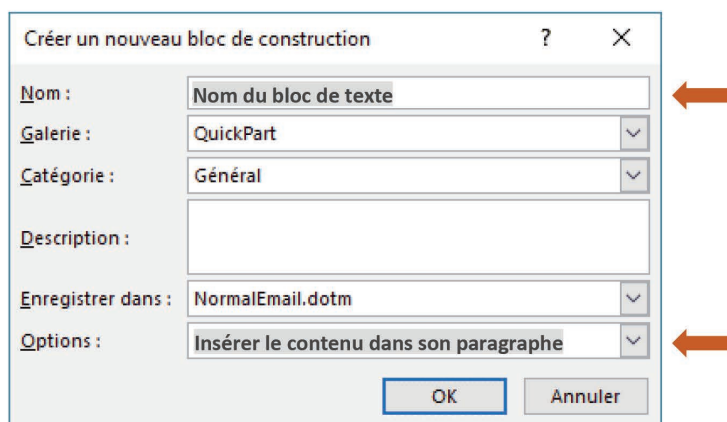 Créer un nouveau bloc de construction ?
Nom : Nom du bloc de texte
Galerie : QuickPart
Catégorie : Général
Description :
Enregistrer dans : NormalEmail.dotm
Options : Insérer le contenu dans son paragraphe
OK Annuler